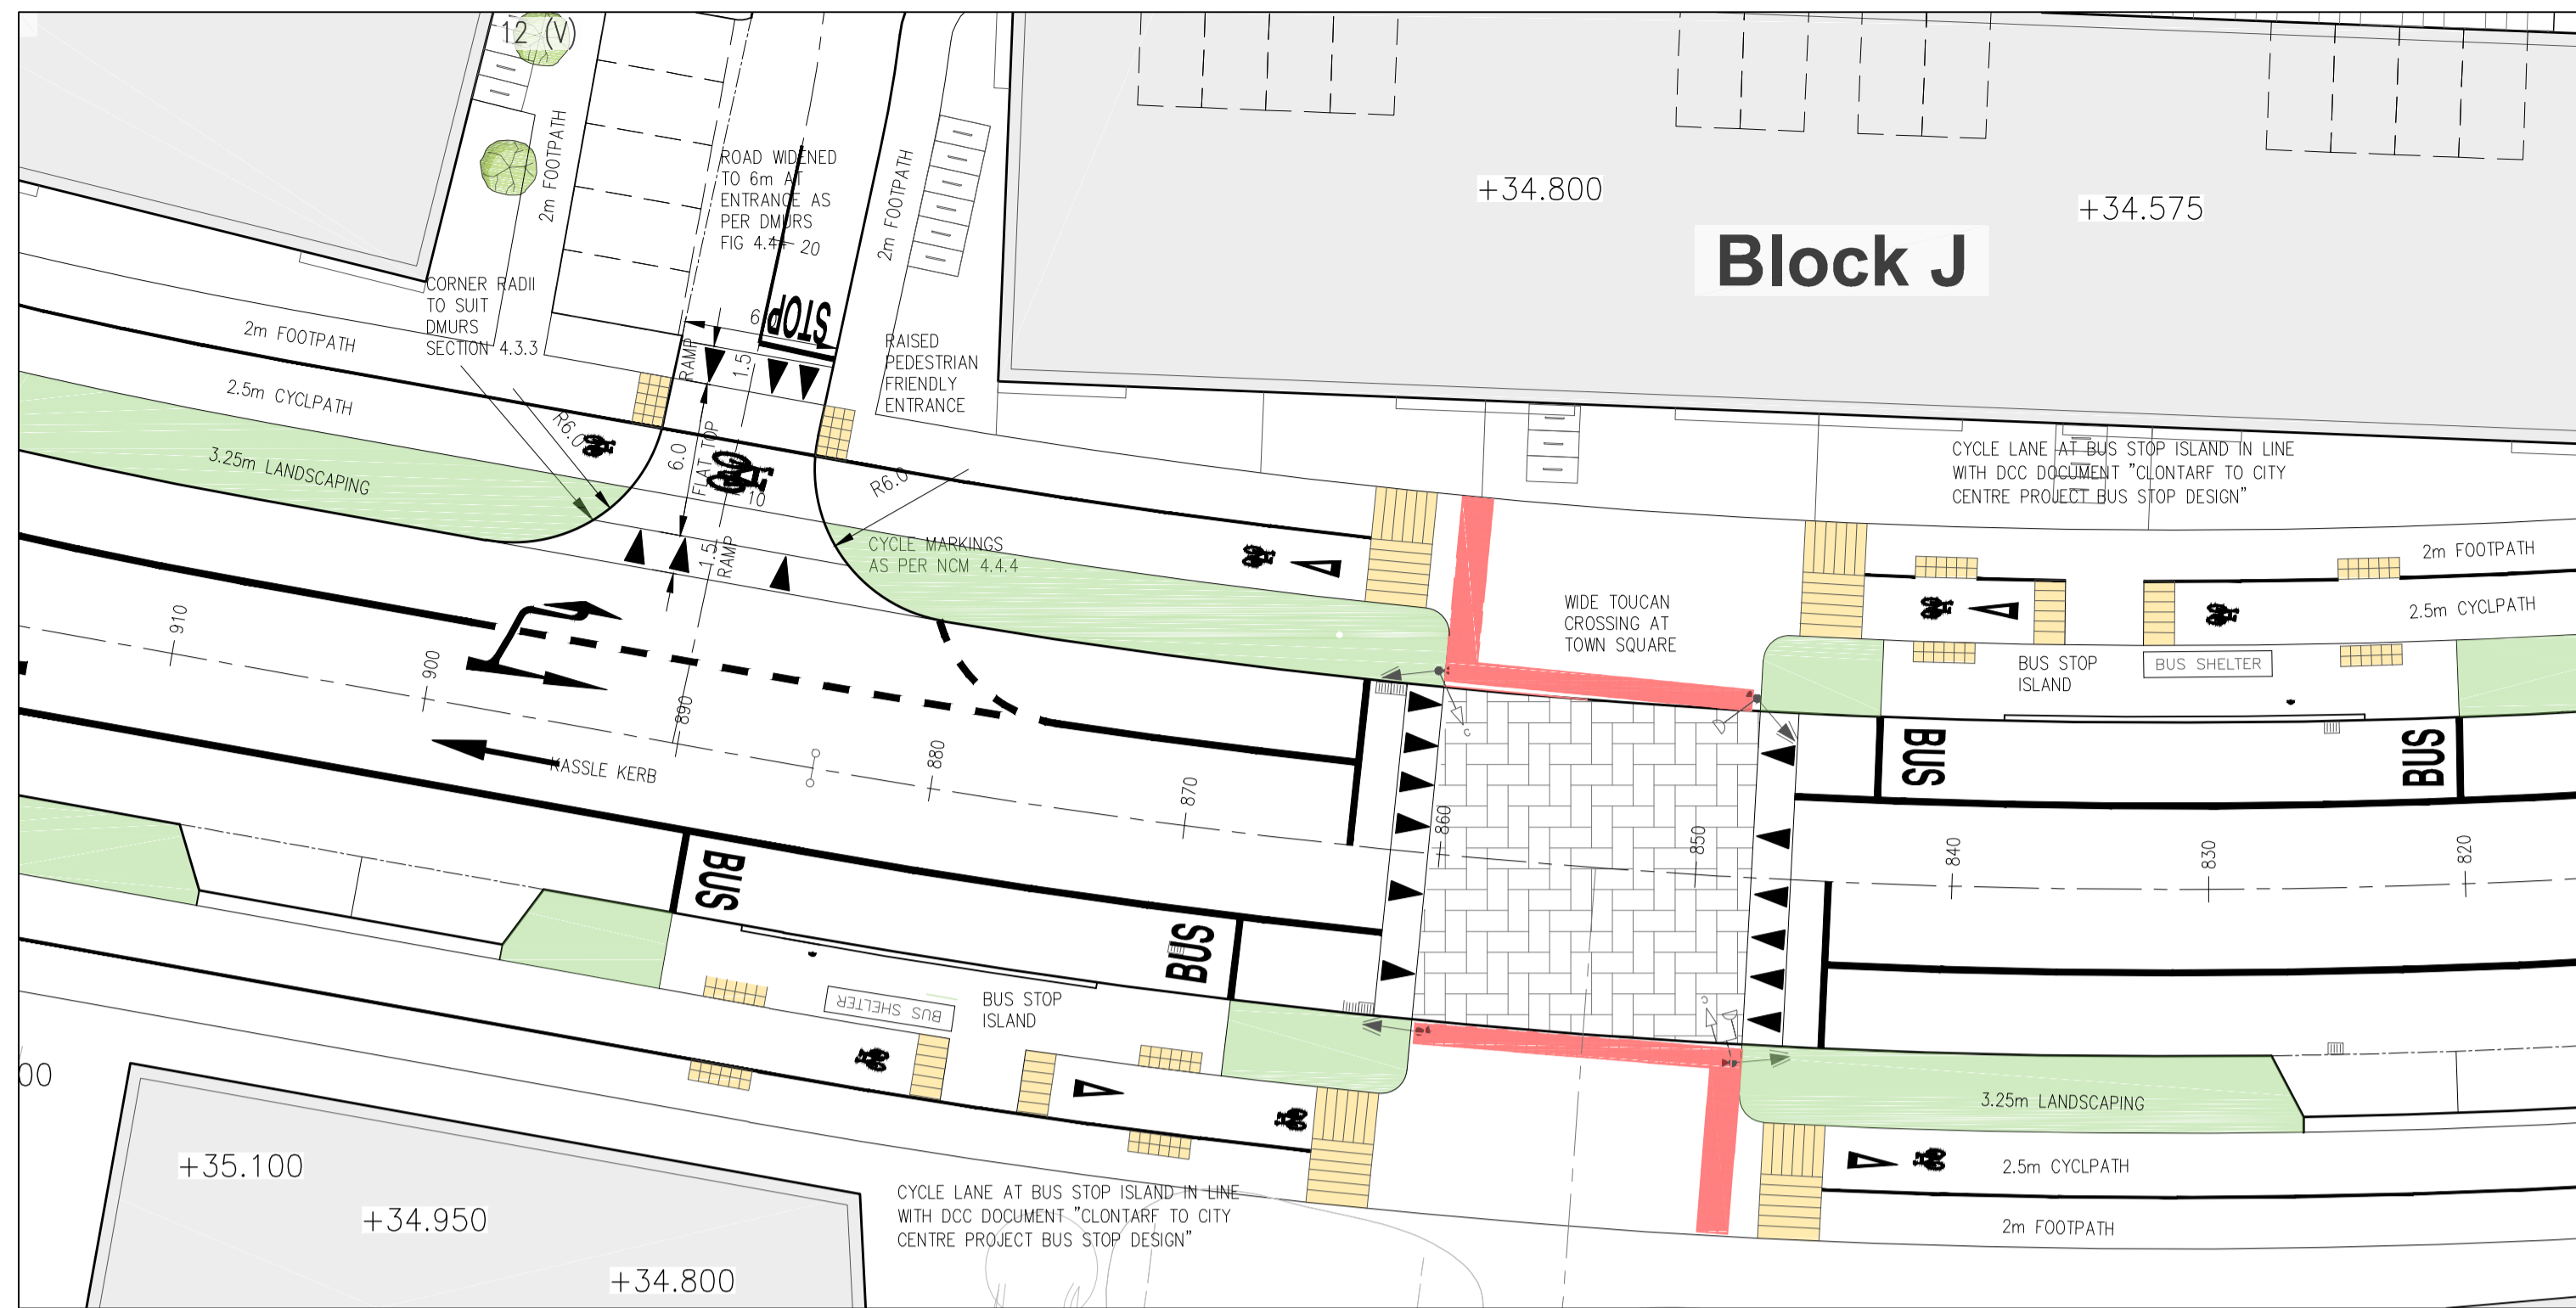 12 (V)
2m FOOTPATH
ROAD WIDENED
TO 6m AT
ENTRANCE AS
PER DMURS
FIG 4.4
20
2m FOOTPATH
+34.800
+34.575
Block J
CORNER RADII
TO SUIT
DMURS
SECTION 4.3.3
STOP
6
RAMP
1.5
RAISED
PEDESTRIAN
FRIENDLY
ENTRANCE
2m FOOTPATH
2.5m CYCLPATH
3.25m LANDSCAPING
R6.0
6.0
FLAT TOP
10
R6.0
1.5
RAMP
CYCLE MARKINGS
AS PER NCM 4.4.4
CYCLE LANE AT BUS STOP ISLAND IN LINE
WITH DCC DOCUMENT "CLONTARF TO CITY
CENTRE PROJECT BUS STOP DESIGN"
2m FOOTPATH
2.5m CYCLPATH
WIDE TOUCAN
CROSSING AT
TOWN SQUARE
BUS STOP
ISLAND
BUS SHELTER
910
900
890
880
870
860
850
840
830
820
KASSLE KERB
BUS
BUS
BUS
BUS
BUS SHELTER
BUS STOP
ISLAND
3.25m LANDSCAPING
2.5m CYCLPATH
2m FOOTPATH
00
+35.100
+34.950
+34.800
CYCLE LANE AT BUS STOP ISLAND IN LINE
WITH DCC DOCUMENT "CLONTARF TO CITY
CENTRE PROJECT BUS STOP DESIGN"